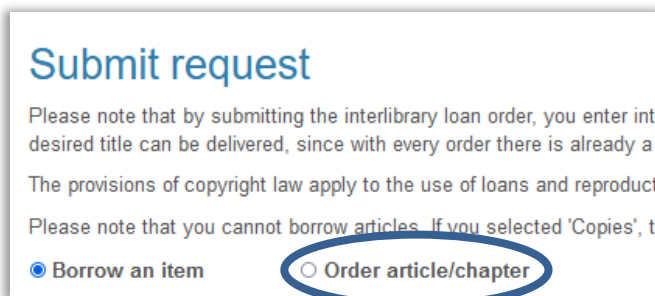 Submit request
Please note that by submitting the interlibrary loan order, you enter int
desired title can be delivered, since with every order there is already a
The provisions of copyright law apply to the use of loans and reproduct
Please note that you cannot borrow articles. If you selected 'Copies', t
Borrow an item Order article/chapter